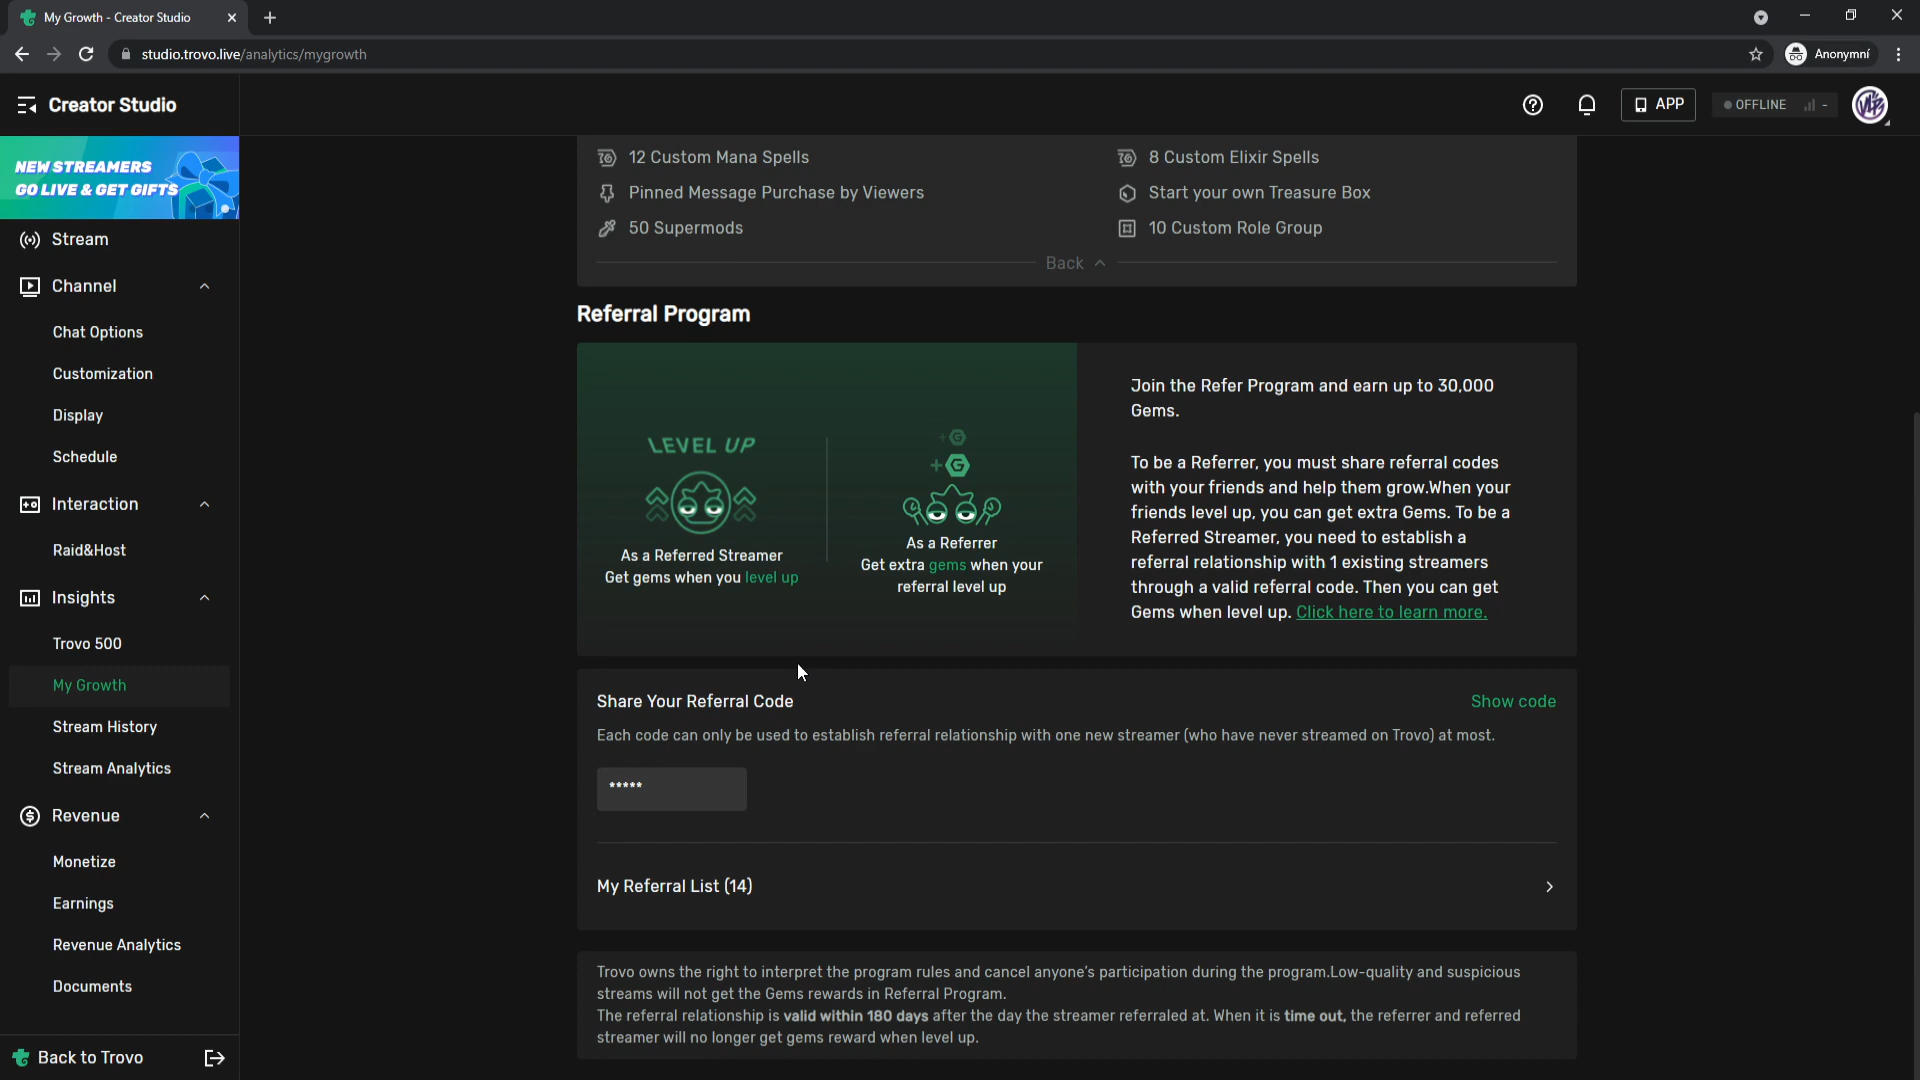 My Growth - Creator Studio
studio.trovo.live/analytics/mygrowth
Anonymní
Creator Studio
APP
OFFLINE
-
NEW STREAMERS
GO LIVE & GET GIFTS
Stream
Channel
Chat Options
Customization
Display
Schedule
Interaction
Raid&Host
Insights
Trovo 500
My Growth
Stream History
Stream Analytics
Revenue
Monetize
Earnings
Revenue Analytics
Documents
Back to Trovo
12 Custom Mana Spells
8 Custom Elixir Spells
Pinned Message Purchase by Viewers
Start your own Treasure Box
50 Supermods
10 Custom Role Group
Back
Referral Program
LEVEL UP
As a Referred Streamer
Get gems when you level up
+G
+G
As a Referrer
Get extra gems when your
referral level up
Join the Refer Program and earn up to 30,000
Gems.
To be a Referrer, you must share referral codes
with your friends and help them grow.When your
friends level up, you can get extra Gems. To be a
Referred Streamer, you need to establish a
referral relationship with 1 existing streamers
through a valid referral code. Then you can get
Gems when level up. Click here to learn more.
Share Your Referral Code
Show code
Each code can only be used to establish referral relationship with one new streamer (who have never streamed on Trovo) at most.
*****
My Referral List (14)
Trovo owns the right to interpret the program rules and cancel anyone's participation during the program.Low-quality and suspicious
streams will not get the Gems rewards in Referral Program.
The referral relationship is valid within 180 days after the day the streamer referraled at. When it is time out, the referrer and referred
streamer will no longer get gems reward when level up.